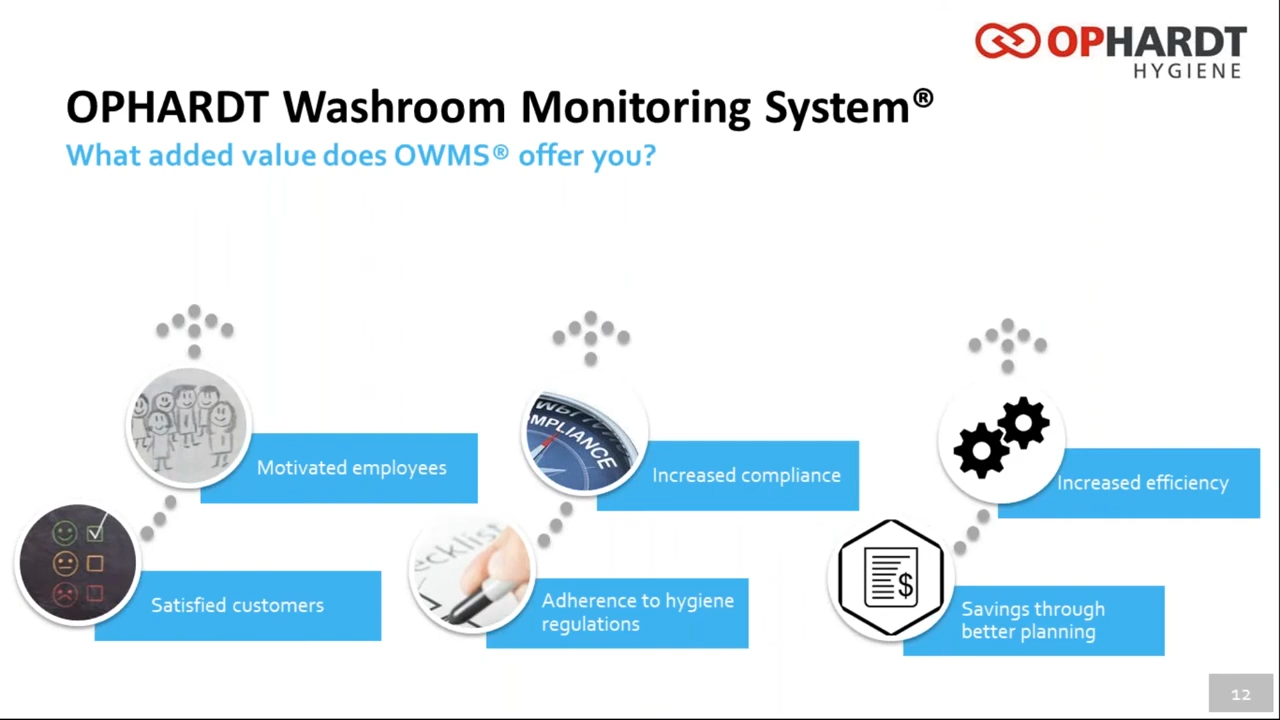 OPHARDT
HYGIENE
OPHARDT Washroom Monitoring System®
What added value does OWMS® offer you?
Motivated employees
COMPLIANCE
Increased compliance
Increased efficiency
Satisfied customers
Adherence to hygiene
regulations
$
Savings through
better planning
12